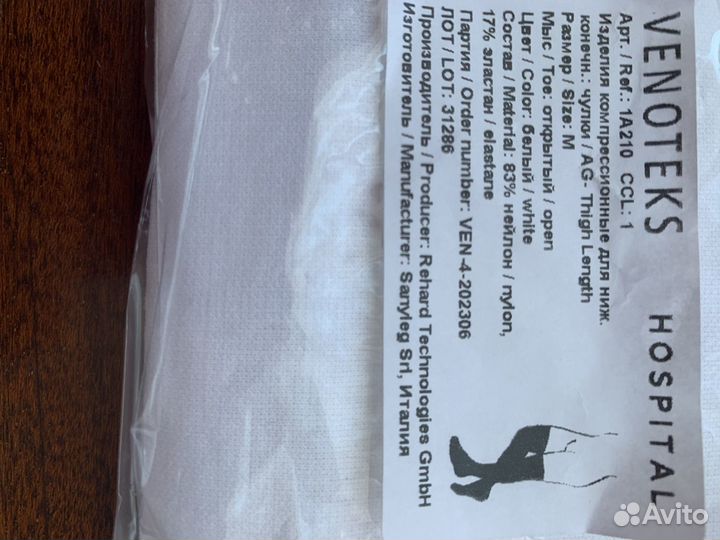 VENOTEKS HOSPITAL
Арт. / Ref.: 1A210 CCL: 1
Изделия компрессионные для ниж.
конечн.: чулки / AG- Thigh Length
Размер / Size: M
Мыс / Toe: открытый / open
Цвет / Color: белый / white
Состав / Material: 83% нейлон / nylon,
17% эластан / elastane
Партия / Order number: VEN-4-202306
ЛОТ / LOT: 31286
Производитель / Producer: Rehard Technologies GmbH
Изготовитель / Manufacturer: Sanyleg Srl, Италия
Avito